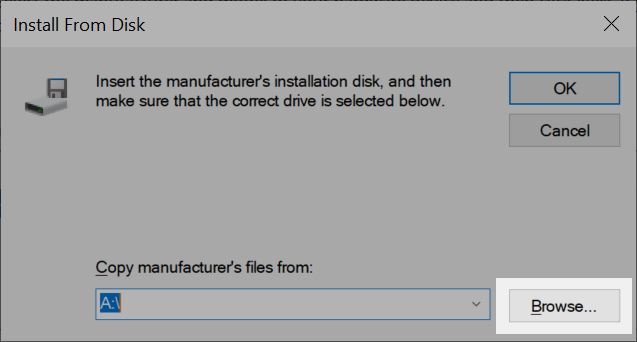 Install From Disk
Insert the manufacturer's installation disk, and then
make sure that the correct drive is selected below.
OK
Cancel
Copy manufacturer's files from:
A:\
Browse...